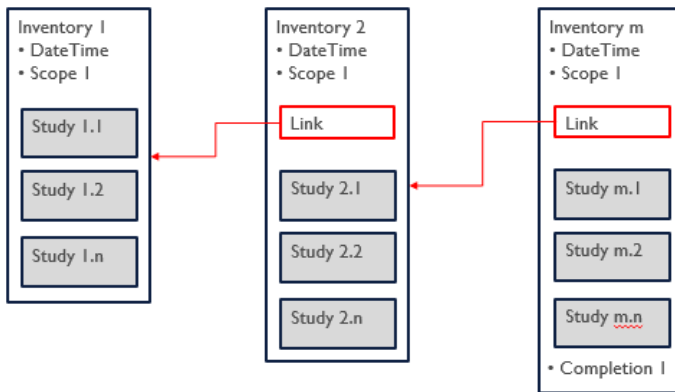 Inventory 1
• DateTime
• Scope 1
Study 1.1
Study 1.2
Study 1.n
Inventory 2
• DateTime
• Scope 1
Link
Study 2.1
Study 2.2
Study 2.n
Inventory m
• DateTime
• Scope 1
Link
Study m.1
Study m.2
Study m.n
• Completion 1